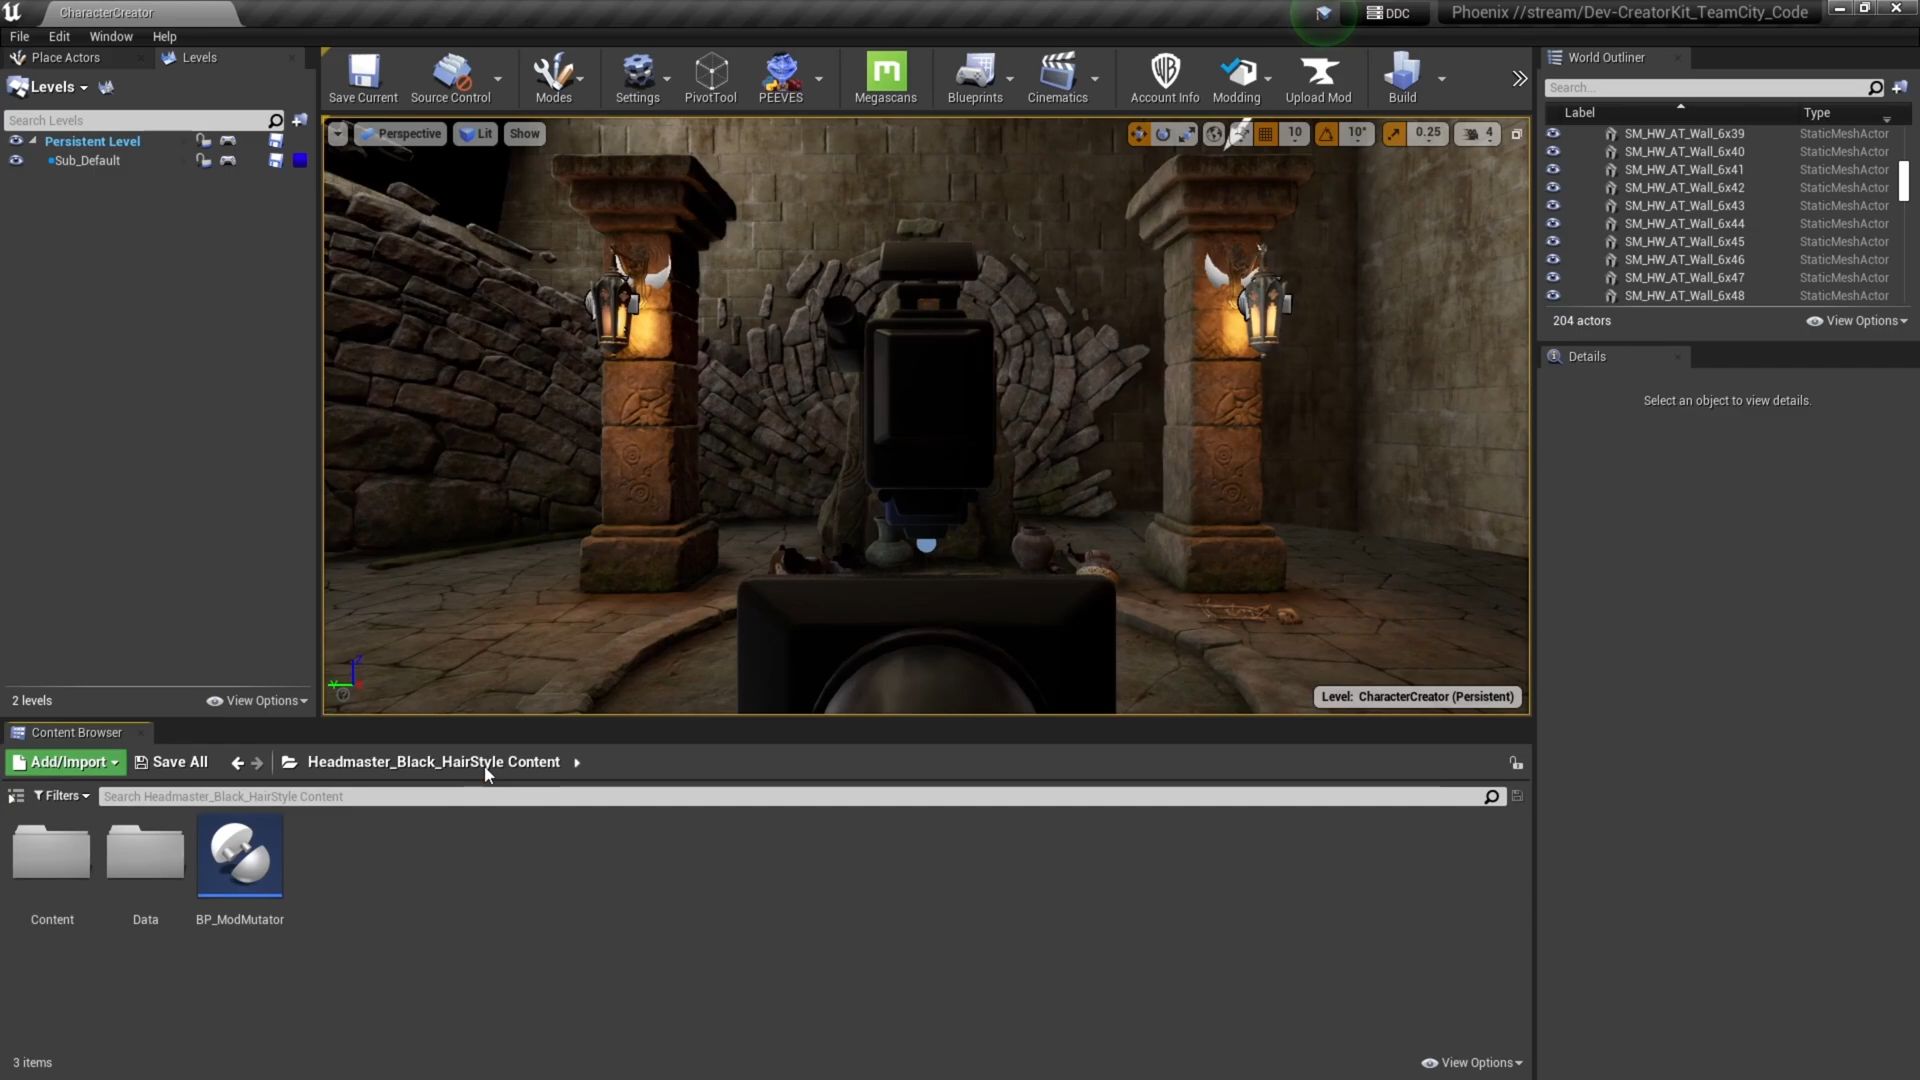 CharacterCreator
DDC
Phoenix //stream/Dev-CreatorKit_TeamCity_Code
File Edit Window Help
Place Actors
Levels
Levels
Search Levels
Persistent Level
Sub_Default
2 levels
View Options
Save Current
Source Control
Modes
Settings
PivotTool
PEEVES
Megascans
Blueprints
Cinematics
Account Info
Modding
Upload Mod
Build
Perspective
Lit
Show
10
10°
0.25
4
Level: CharacterCreator (Persistent)
World Outliner
Search...
Label Type
SM_HW_AT_Wall_6x39 StaticMeshActor
SM_HW_AT_Wall_6x40 StaticMeshActor
SM_HW_AT_Wall_6x41 StaticMeshActor
SM_HW_AT_Wall_6x42 StaticMeshActor
SM_HW_AT_Wall_6x43 StaticMeshActor
SM_HW_AT_Wall_6x44 StaticMeshActor
SM_HW_AT_Wall_6x45 StaticMeshActor
SM_HW_AT_Wall_6x46 StaticMeshActor
SM_HW_AT_Wall_6x47 StaticMeshActor
SM_HW_AT_Wall_6x48 StaticMeshActor
204 actors
View Options
Details
Select an object to view details.
Content Browser
Add/Import
Save All
Headmaster_Black_HairStyle Content
Filters
Search Headmaster_Black_HairStyle Content
Content
Data
BP_ModMutator
3 items
View Options